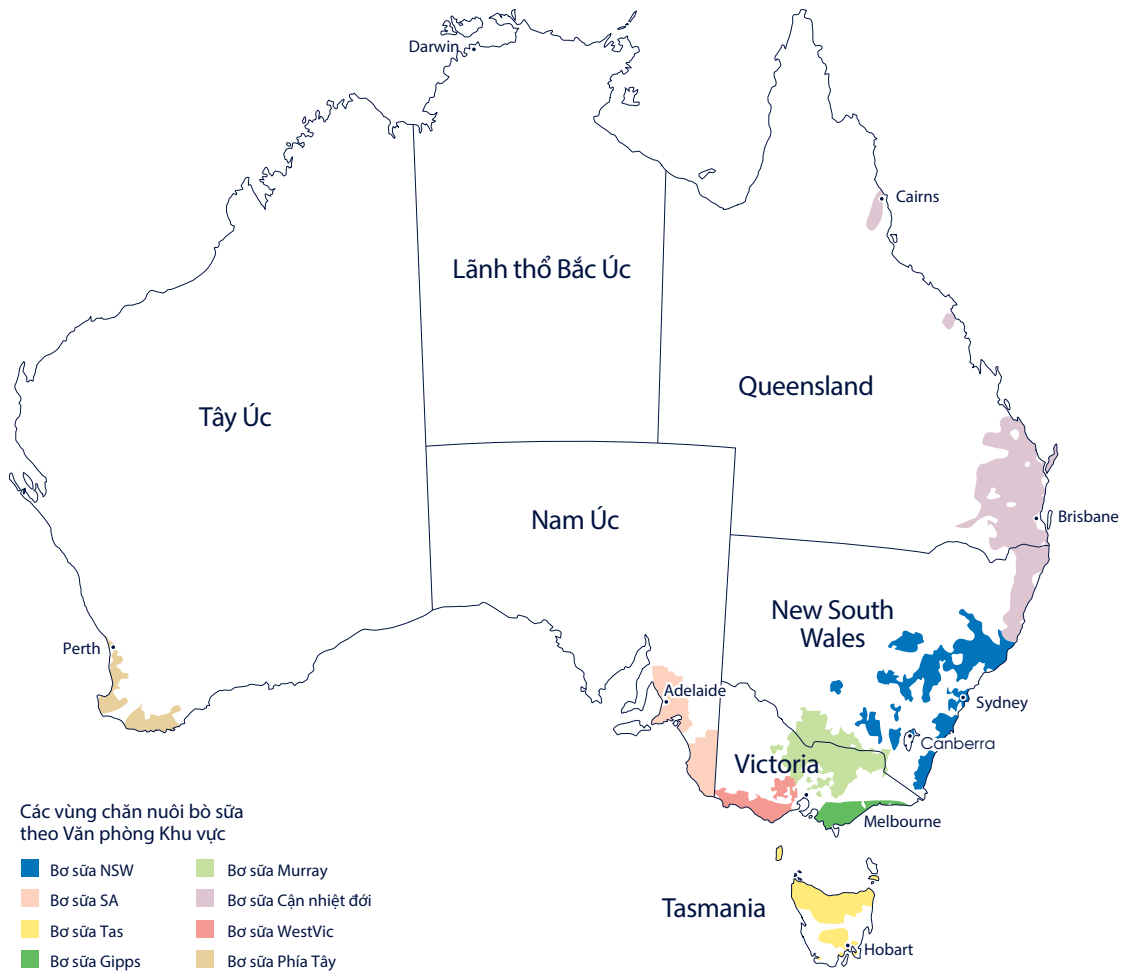 Darwin
Cairns
Lãnh thổ Bắc Úc
Queensland
Tây Úc
Nam Úc
Brisbane
New South
Wales
Perth
Adelaide
Sydney
Canberra
Victoria
Melbourne
Các vùng chăn nuôi bò sữa
theo Văn phòng Khu vực
Bơ sữa NSW
Bơ sữa Murray
Bơ sữa SA
Bơ sữa Cận nhiệt đới
Bơ sữa Tas
Bơ sữa WestVic
Bơ sữa Gipps
Bơ sữa Phía Tây
Tasmania
Hobart